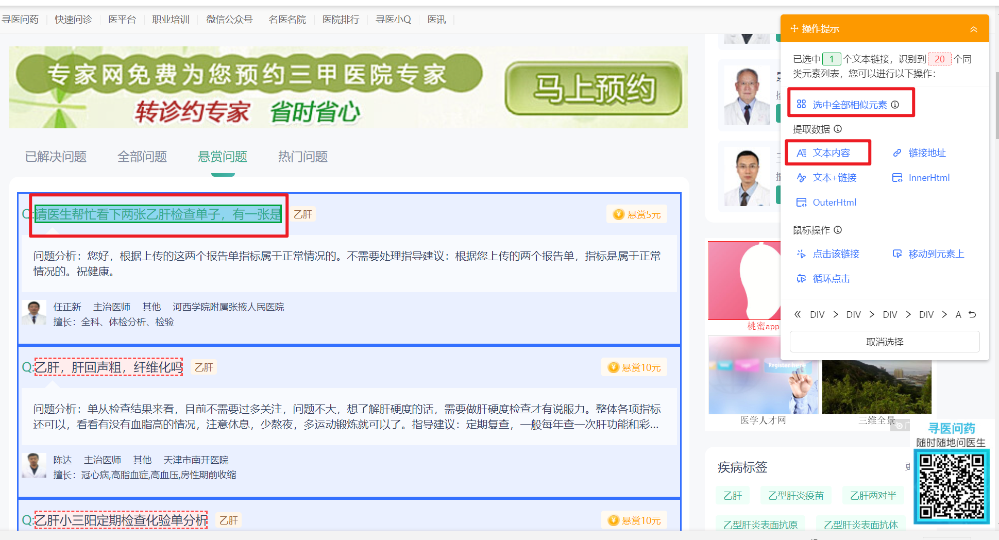 寻医问药 快速问诊 医平台 职业培训 微信公众号 名医名院 医院排行 寻医小Q 医讯
专家网免费为您预约三甲医院专家
转诊约专家 省时省心
马上预约
已解决问题 全部问题 悬赏问题 热门问题
Q:请医生帮忙看下两张乙肝检查单子，有一张是 乙肝 悬赏5元
问题分析：您好，根据上传的这两个报告单指标属于正常情况的。不需要处理指导建议：根据您上传的两个报告单，指标是属于正常
情况的。祝健康。
任正新 主治医师 其他 河西学院附属张掖人民医院
擅长：全科、体检分析、检验
Q:乙肝，肝回声粗，纤维化吗 乙肝 悬赏10元
问题分析：单从检查结果来看，目前不需要过多关注，问题不大，想了解肝硬度的话，需要做肝硬度检查才有说服力。整体各项指标
还可以，看看有没有血脂高的情况，注意休息，少熬夜，多运动锻炼就可以了。指导建议：定期复查，一般每年查一次肝功能和彩...
陈达 主治医师 其他 天津市南开医院
擅长：冠心病,高脂血症,高血压,房性期前收缩
Q:乙肝小三阳定期检查化验单分析 乙肝 悬赏10元
操作提示
已选中 1 个文本链接，识别到 20 个同
类元素列表，您可以进行以下操作：
选中全部相似元素
提取数据
文本内容 链接地址
文本+链接 InnerHtml
OuterHtml
鼠标操作
点击该链接 移动到元素上
循环点击
« DIV > DIV > DIV > DIV > A
取消选择
桃蜜app
Register here
医学人才网 三维全景
寻医问药
随时随地问医生
疾病标签
乙肝 乙型肝炎疫苗 乙肝两对半
乙型肝炎表面抗原 乙型肝炎表面抗体